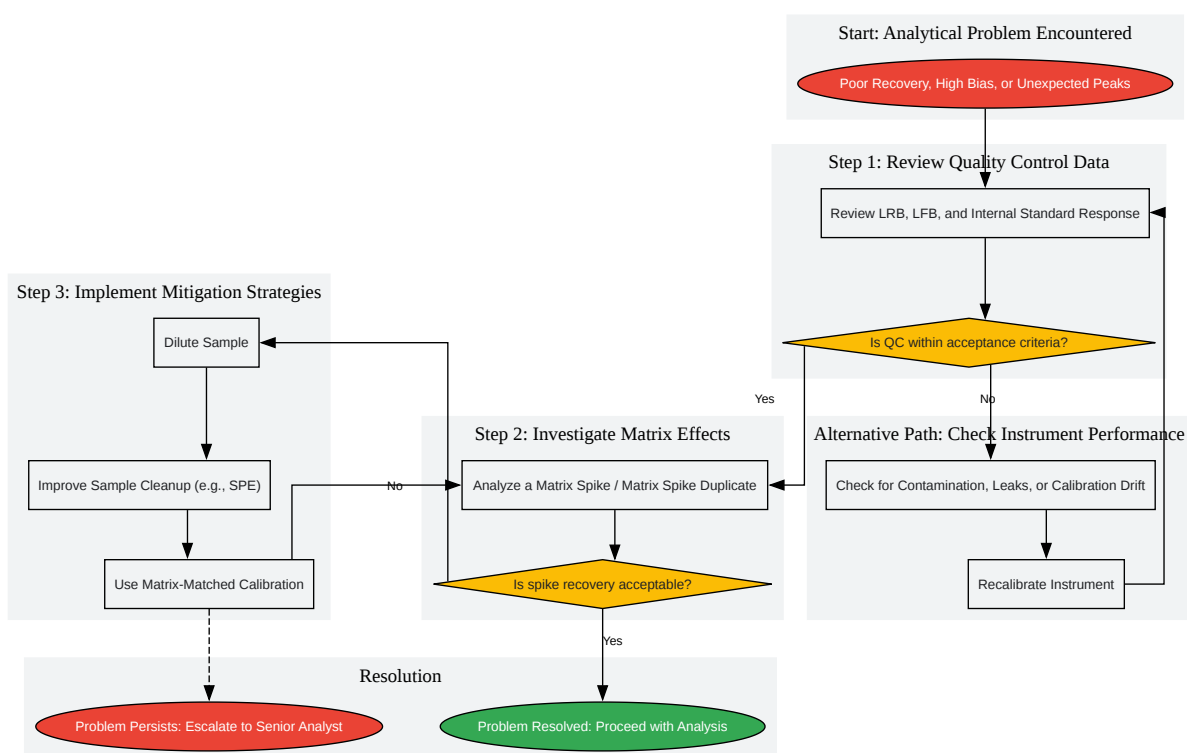 Start: Analytical Problem Encountered
Poor Recovery, High Bias, or Unexpected Peaks
Step 1: Review Quality Control Data
Review LRB, LFB, and Internal Standard Response
Is QC within acceptance criteria?
Yes
No
Alternative Path: Check Instrument Performance
Check for Contamination, Leaks, or Calibration Drift
Recalibrate Instrument
Step 2: Investigate Matrix Effects
Analyze a Matrix Spike / Matrix Spike Duplicate
Is spike recovery acceptable?
No
Yes
Step 3: Implement Mitigation Strategies
Dilute Sample
Improve Sample Cleanup (e.g., SPE)
Use Matrix-Matched Calibration
Resolution
Problem Persists: Escalate to Senior Analyst
Problem Resolved: Proceed with Analysis